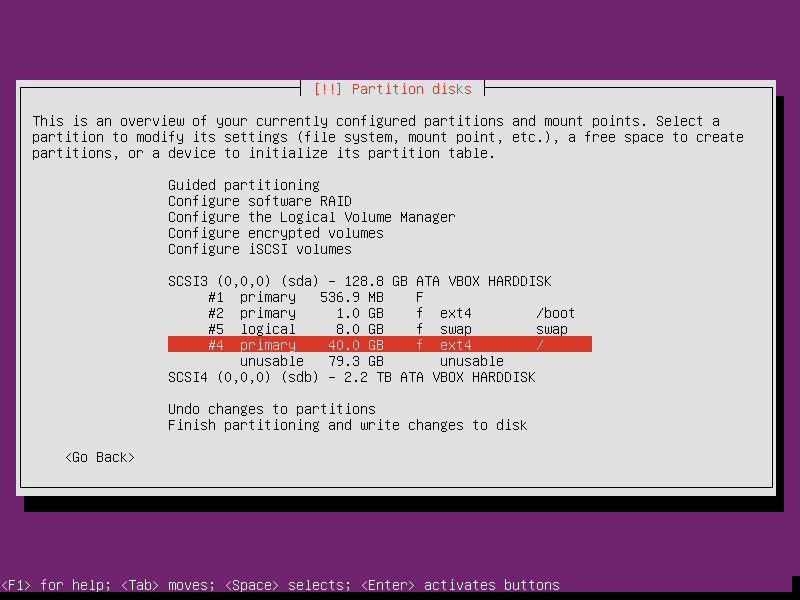 [!!] Partition disks
This is an overview of your currently configured partitions and mount points. Select a
partition to modify its settings (file system, mount point, etc.), a free space to create
partitions, or a device to initialize its partition table.
Guided partitioning
Configure software RAID
Configure the Logical Volume Manager
Configure encrypted volumes
Configure iSCSI volumes
SCSI3 (0,0,0) (sda) - 128.8 GB ATA VBOX HARDDISK
#1 primary 536.9 MB F
#2 primary 1.0 GB f ext4 /boot
#5 logical 8.0 GB f swap swap
#4 primary 40.0 GB f ext4 /
unusable 79.3 GB unusable
SCSI4 (0,0,0) (sdb) - 2.2 TB ATA VBOX HARDDISK
Undo changes to partitions
Finish partitioning and write changes to disk
<Go Back>
<F1> for help; <Tab> moves; <Space> selects; <Enter> activates buttons